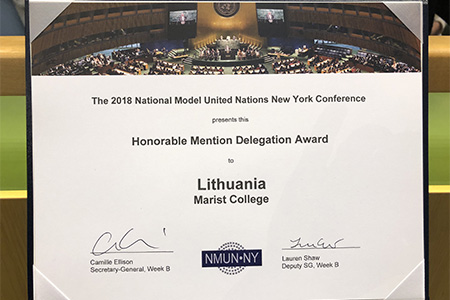 The 2018 National Model United Nations New York Conference
presents this
Honorable Mention Delegation Award
to
Lithuania
Marist College
Camille Ellison
Secretary-General, Week B
NMUN•NY
Lauren Shaw
Deputy SG, Week B